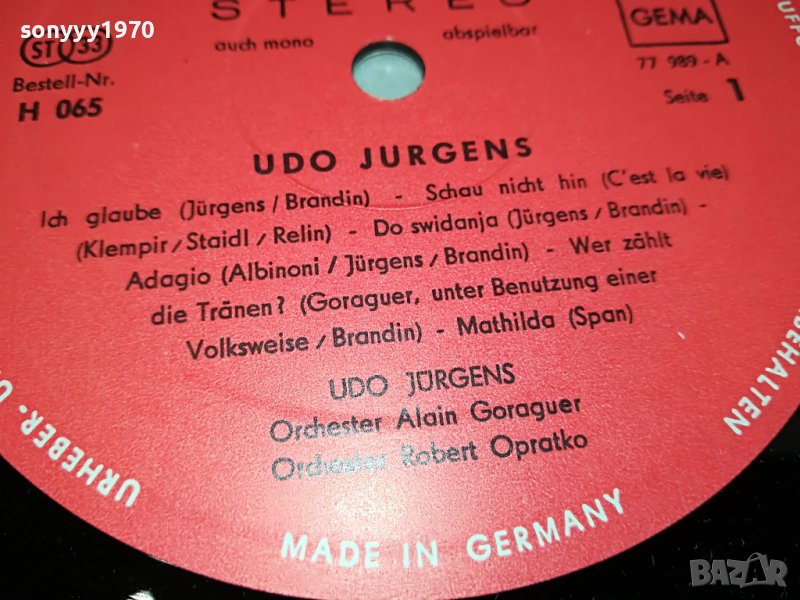 sonyyy1970
STEREO
auch mono abspielbar
ST 33
GEMA
Bestell-Nr.
H 065
77 989 - A
Seite 1
UDO JURGENS
Ich glaube (Jürgens / Brandin) - Schau nicht hin (C'est la vie)
(Klempir / Staidl / Relin) - Do swidanja (Jürgens / Brandin) -
Adagio (Albinoni / Jürgens / Brandin) - Wer zählt
die Tränen? (Goraguer, unter Benutzung einer
Volksweise / Brandin) - Mathilda (Span)
UDO JÜRGENS
Orchester Alain Goraguer
Orchester Robert Opratko
URHEBER-
MADE IN GERMANY
BAZAR